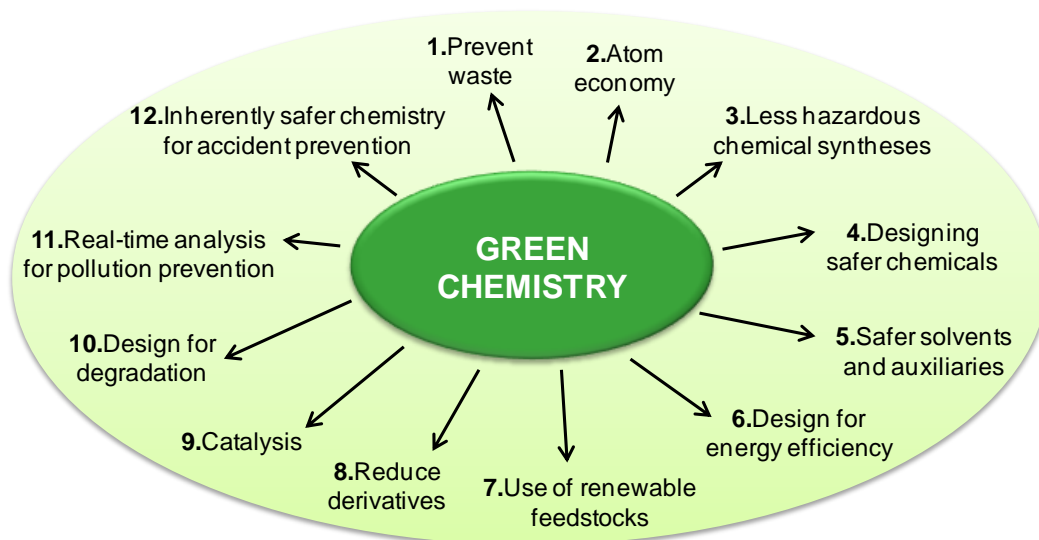 1.Prevent
waste
2.Atom
economy
3.Less hazardous
chemical syntheses
4.Designing
safer chemicals
5.Safer solvents
and auxiliaries
6.Design for
energy efficiency
7.Use of renewable
feedstocks
8.Reduce
derivatives
9.Catalysis
10.Design for
degradation
11.Real-time analysis
for pollution prevention
12.Inherently safer chemistry
for accident prevention
GREEN
CHEMISTRY